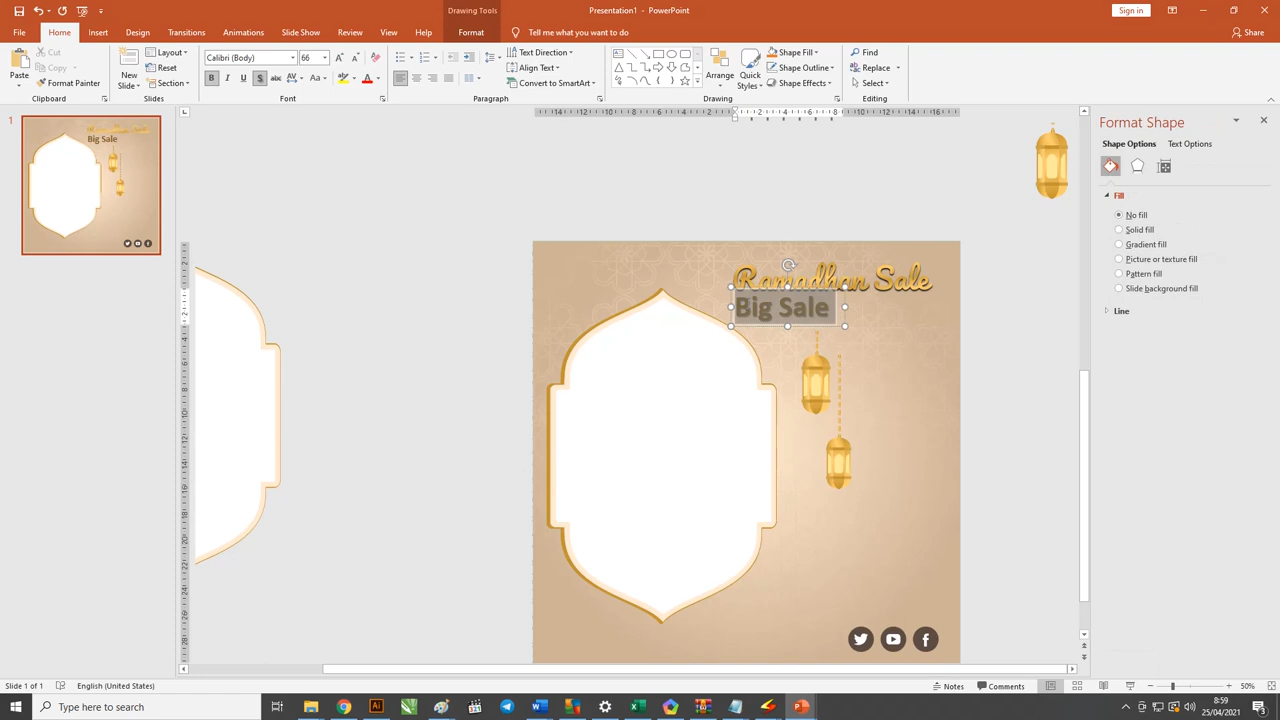 Drawing Tools
Presentation1 - PowerPoint
Sign in
File Home Insert Design Transitions Animations Slide Show Review View Help Format Tell me what you want to do Share
Paste
Cut
Copy
Format Painter
Clipboard
New Slide
Layout
Reset
Section
Slides
Calibri (Body) 66
B I U S abc AV Aa A
Font
Text Direction
Align Text
Convert to SmartArt
Paragraph
Arrange
Quick Styles
Shape Fill
Shape Outline
Shape Effects
Drawing
Find
Replace
Select
Editing
1
Big Sale
Ramadhan Sale
Big Sale
Format Shape
Shape Options Text Options
Fill
No fill
Solid fill
Gradient fill
Picture or texture fill
Pattern fill
Slide background fill
Line
Slide 1 of 1 English (United States) Notes Comments 50%
Type here to search
8:59
25/04/2021